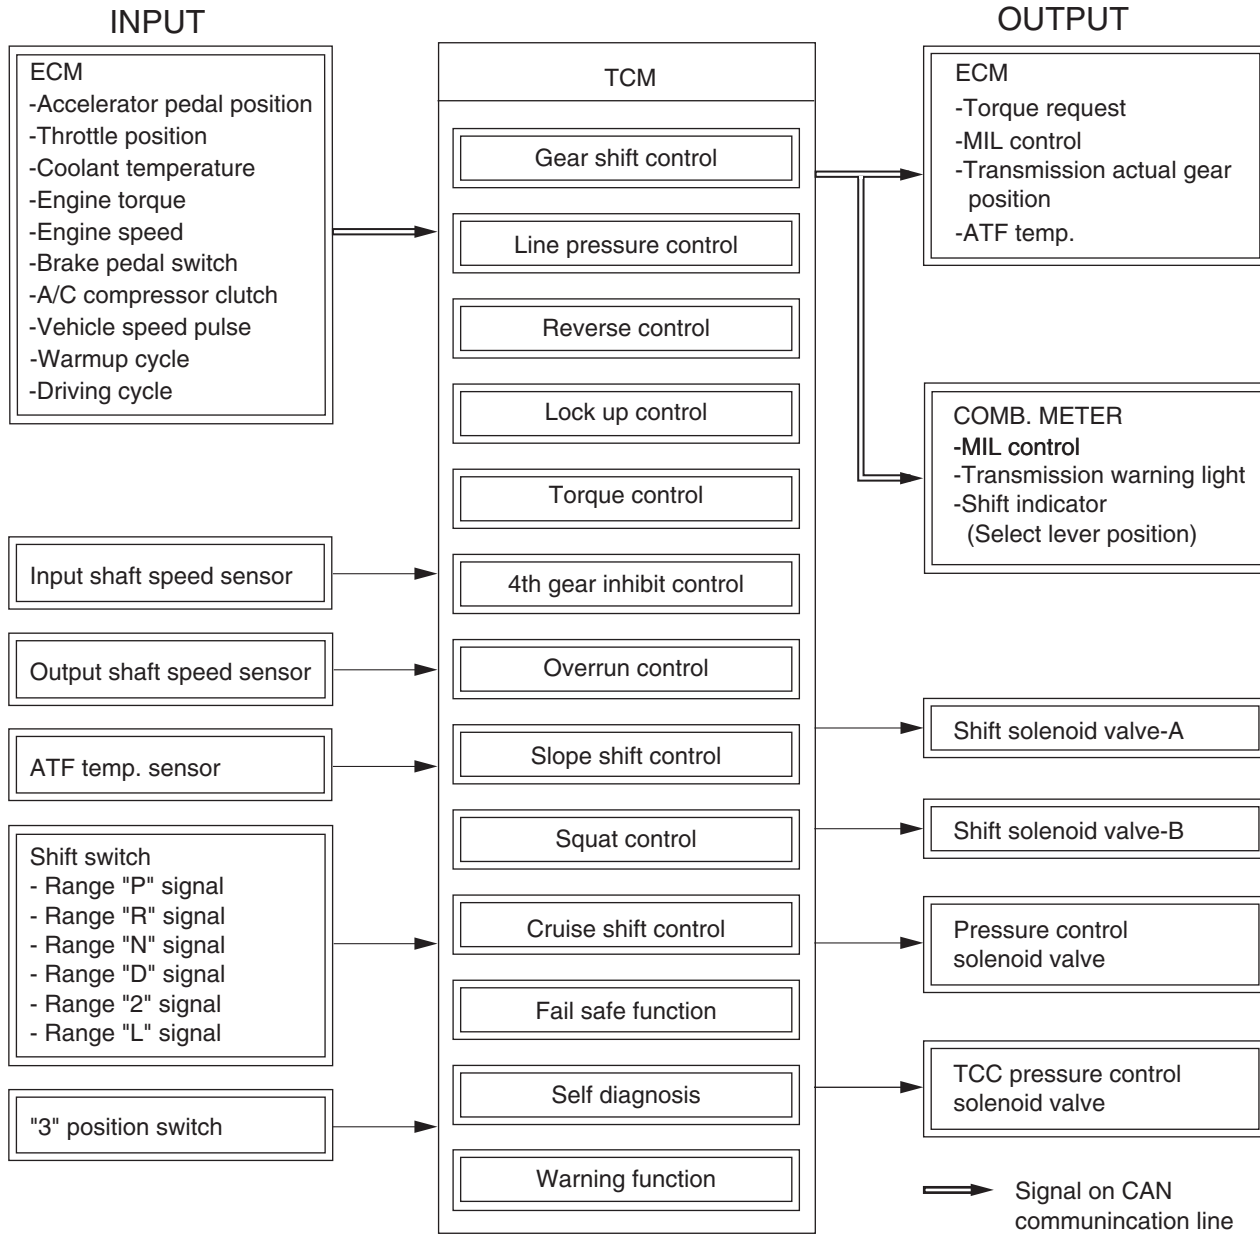 INPUT
ECM
-Accelerator pedal position
-Throttle position
-Coolant temperature
-Engine torque
-Engine speed
-Brake pedal switch
-A/C compressor clutch
-Vehicle speed pulse
-Warmup cycle
-Driving cycle
Input shaft speed sensor
Output shaft speed sensor
ATF temp. sensor
Shift switch
- Range "P" signal
- Range "R" signal
- Range "N" signal
- Range "D" signal
- Range "2" signal
- Range "L" signal
"3" position switch
TCM
Gear shift control
Line pressure control
Reverse control
Lock up control
Torque control
4th gear inhibit control
Overrun control
Slope shift control
Squat control
Cruise shift control
Fail safe function
Self diagnosis
Warning function
OUTPUT
ECM
-Torque request
-MIL control
-Transmission actual gear
position
-ATF temp.
COMB. METER
-MIL control
-Transmission warning light
-Shift indicator
(Select lever position)
Shift solenoid valve-A
Shift solenoid valve-B
Pressure control
solenoid valve
TCC pressure control
solenoid valve
Signal on CAN
communincation line